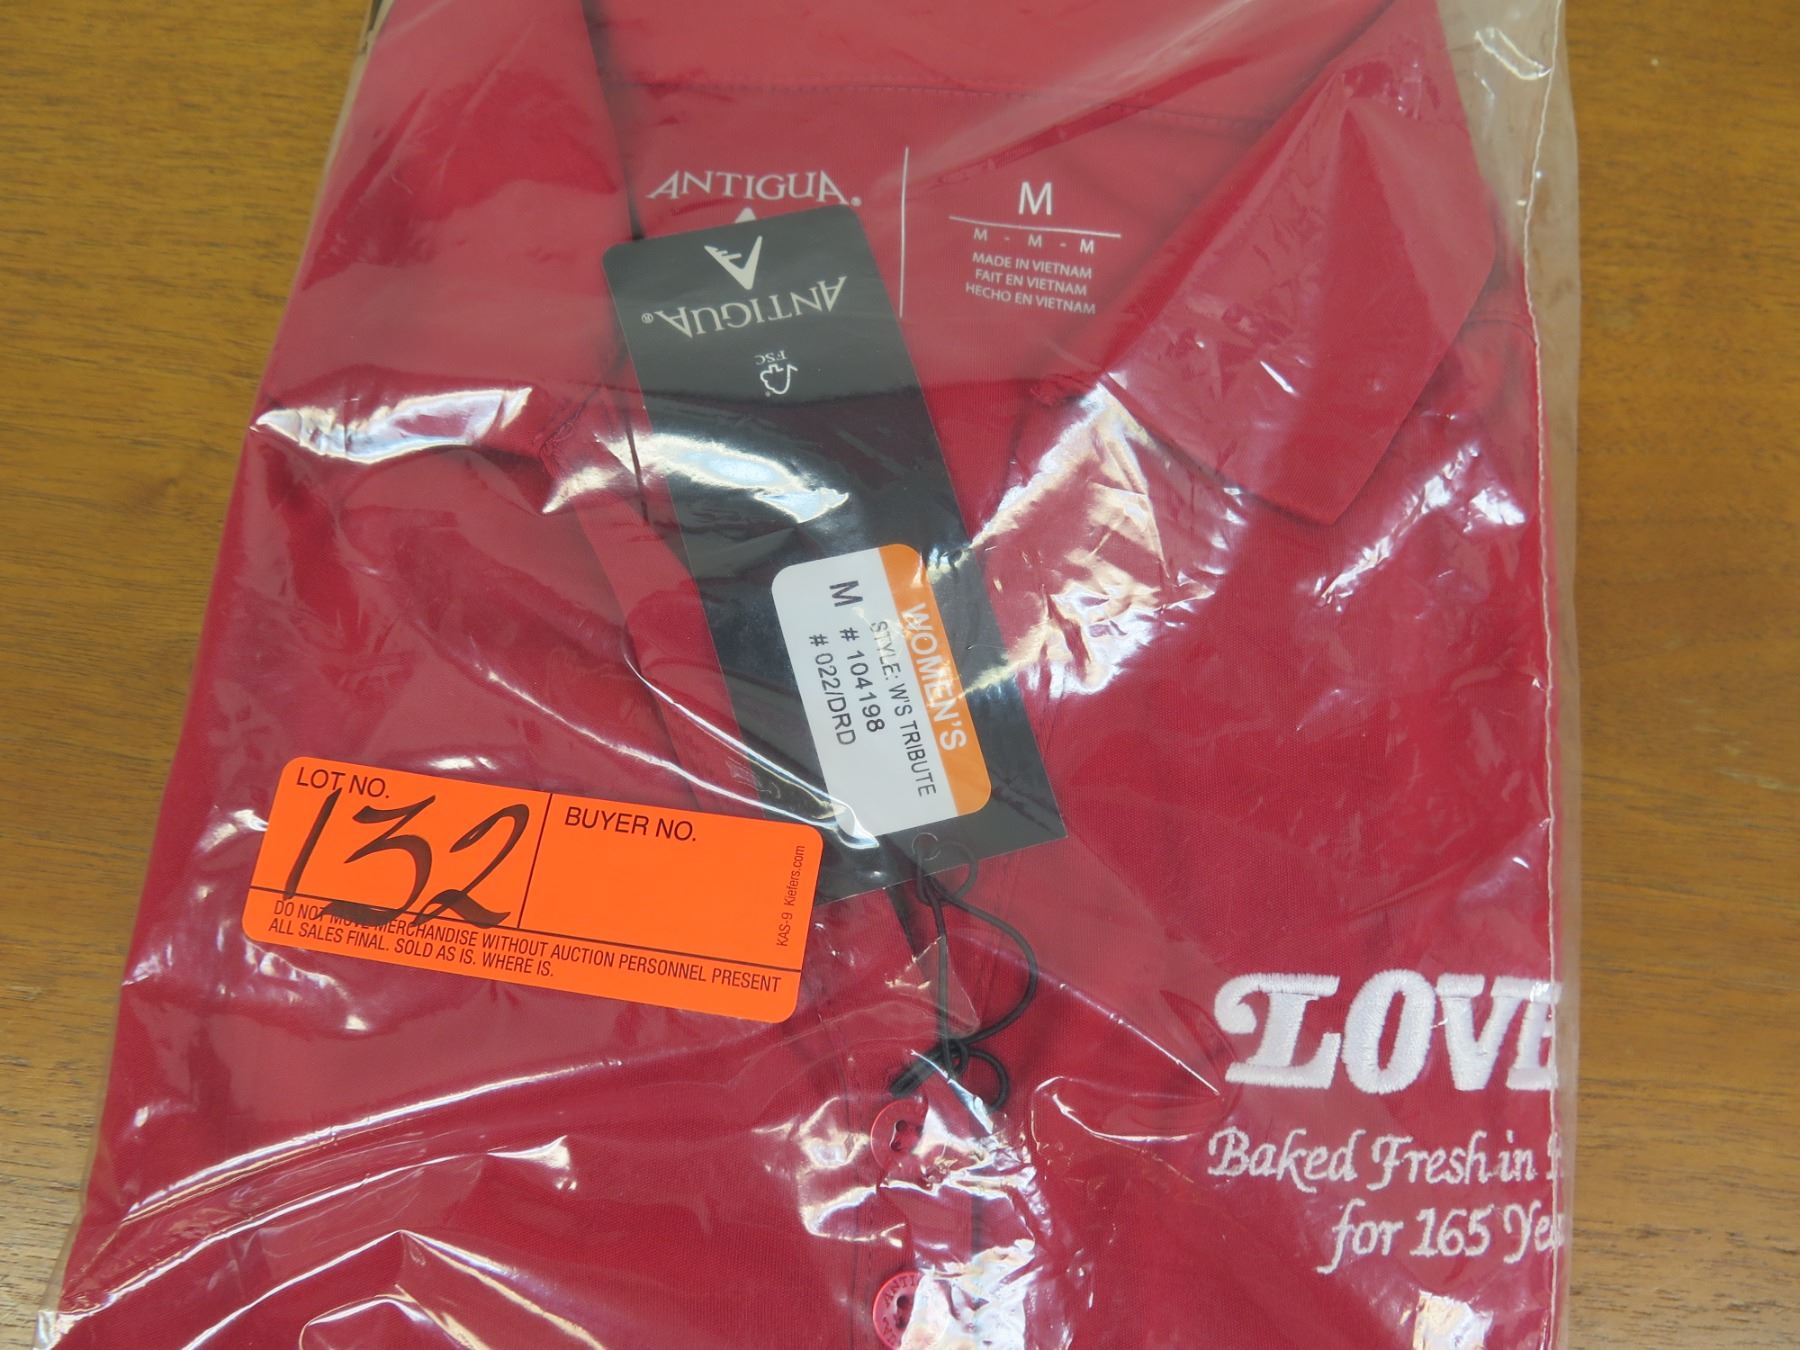 ANTIGUA®
M
M - M - M
MADE IN VIETNAM
FAIT EN VIETNAM
HECHO EN VIETNAM
ANTIGUA®
FSC
WOMEN'S
STYLE: W'S TRIBUTE
M # 104198
# 022/DRD
LOT NO.
132
BUYER NO.
KAS-9 Kiefers.com
DO NOT MOVE MERCHANDISE WITHOUT AUCTION PERSONNEL PRESENT
ALL SALES FINAL. SOLD AS IS. WHERE IS.
LOVE
Baked Fresh in
for 165 Yea